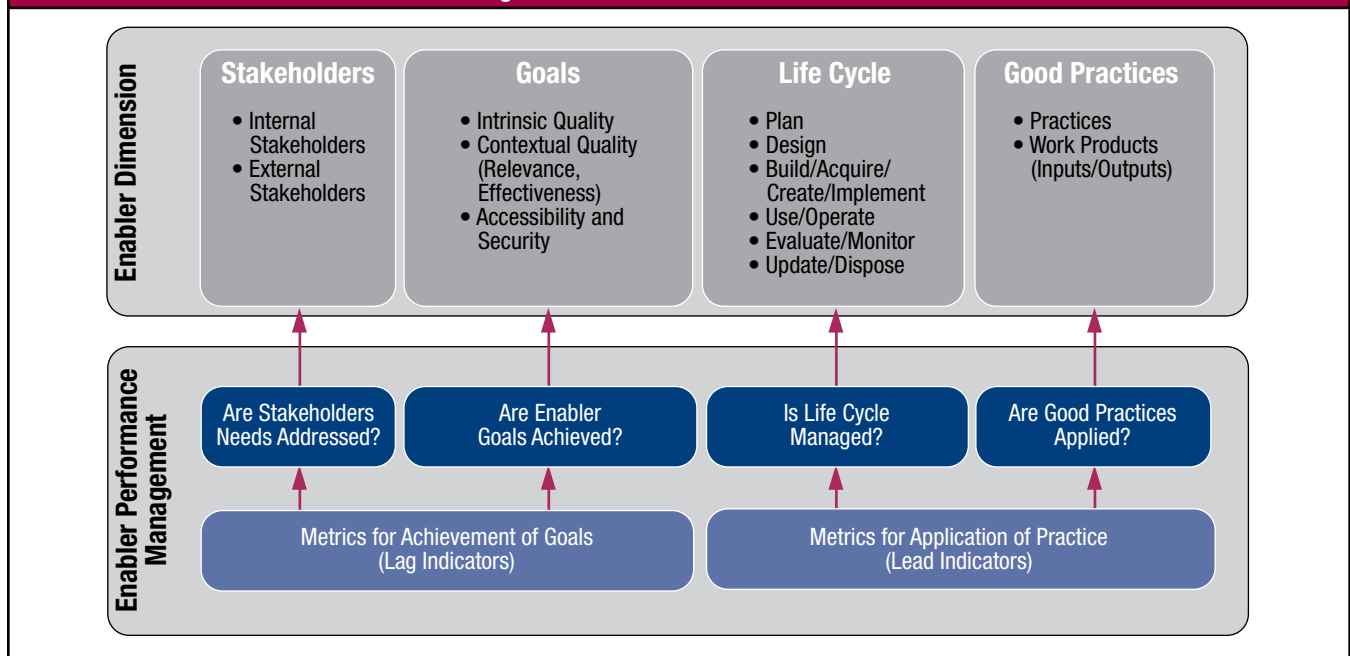 Enabler Dimension
Stakeholders
• Internal
Stakeholders
• External
Stakeholders
Goals
• Intrinsic Quality
• Contextual Quality
(Relevance,
Effectiveness)
• Accessibility and
Security
Life Cycle
• Plan
• Design
• Build/Acquire/
Create/Implement
• Use/Operate
• Evaluate/Monitor
• Update/Dispose
Good Practices
• Practices
• Work Products
(Inputs/Outputs)
Enabler Performance
Management
Are Stakeholders
Needs Addressed?
Are Enabler
Goals Achieved?
Is Life Cycle
Managed?
Are Good Practices
Applied?
Metrics for Achievement of Goals
(Lag Indicators)
Metrics for Application of Practice
(Lead Indicators)